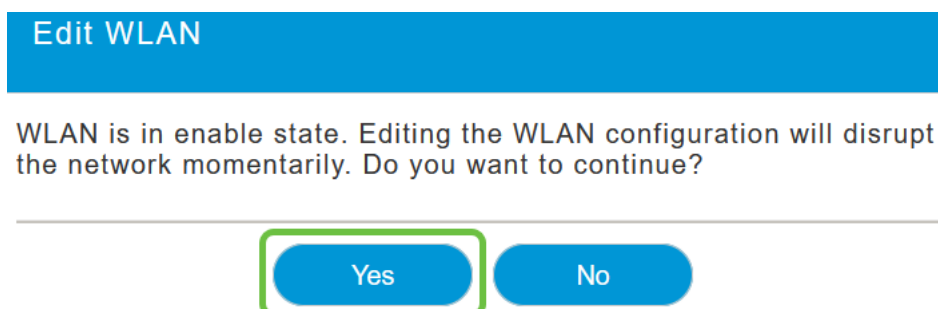 Edit WLAN
WLAN is in enable state. Editing the WLAN configuration will disrupt
the network momentarily. Do you want to continue?
Yes No